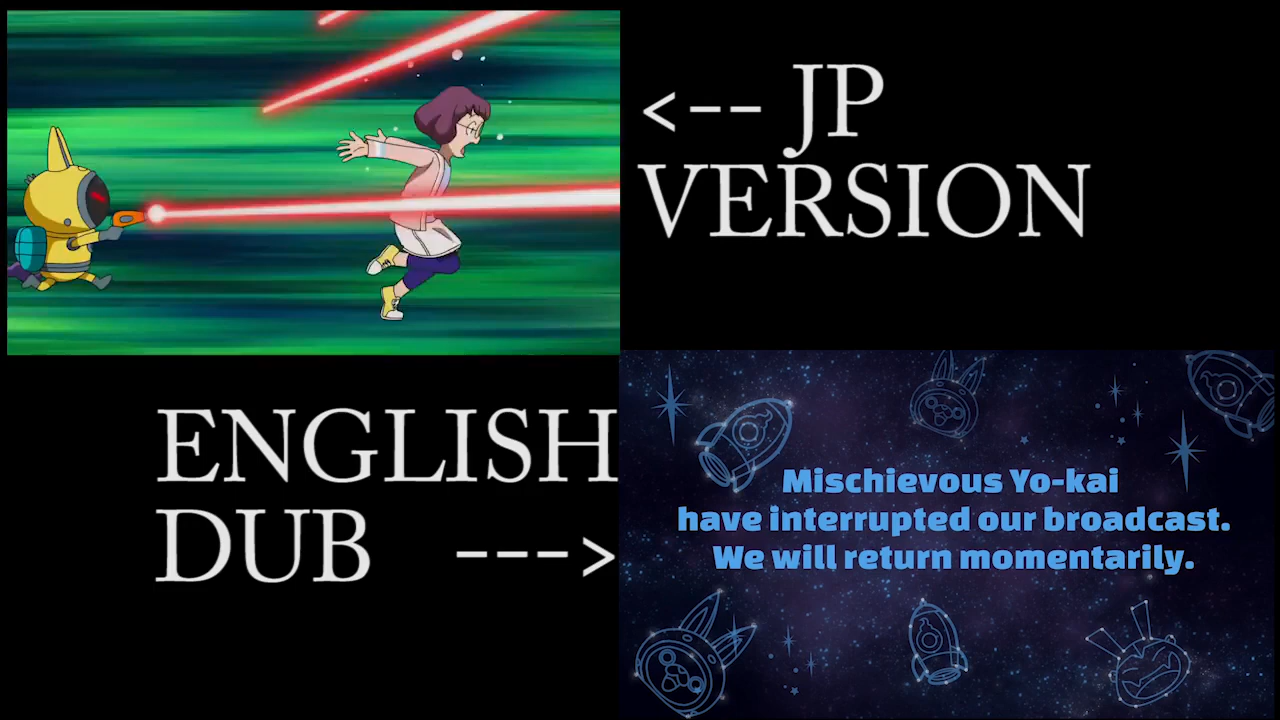 <-- JP
VERSION
ENGLISH
DUB --->
Mischievous Yo-kai
have interrupted our broadcast.
We will return momentarily.